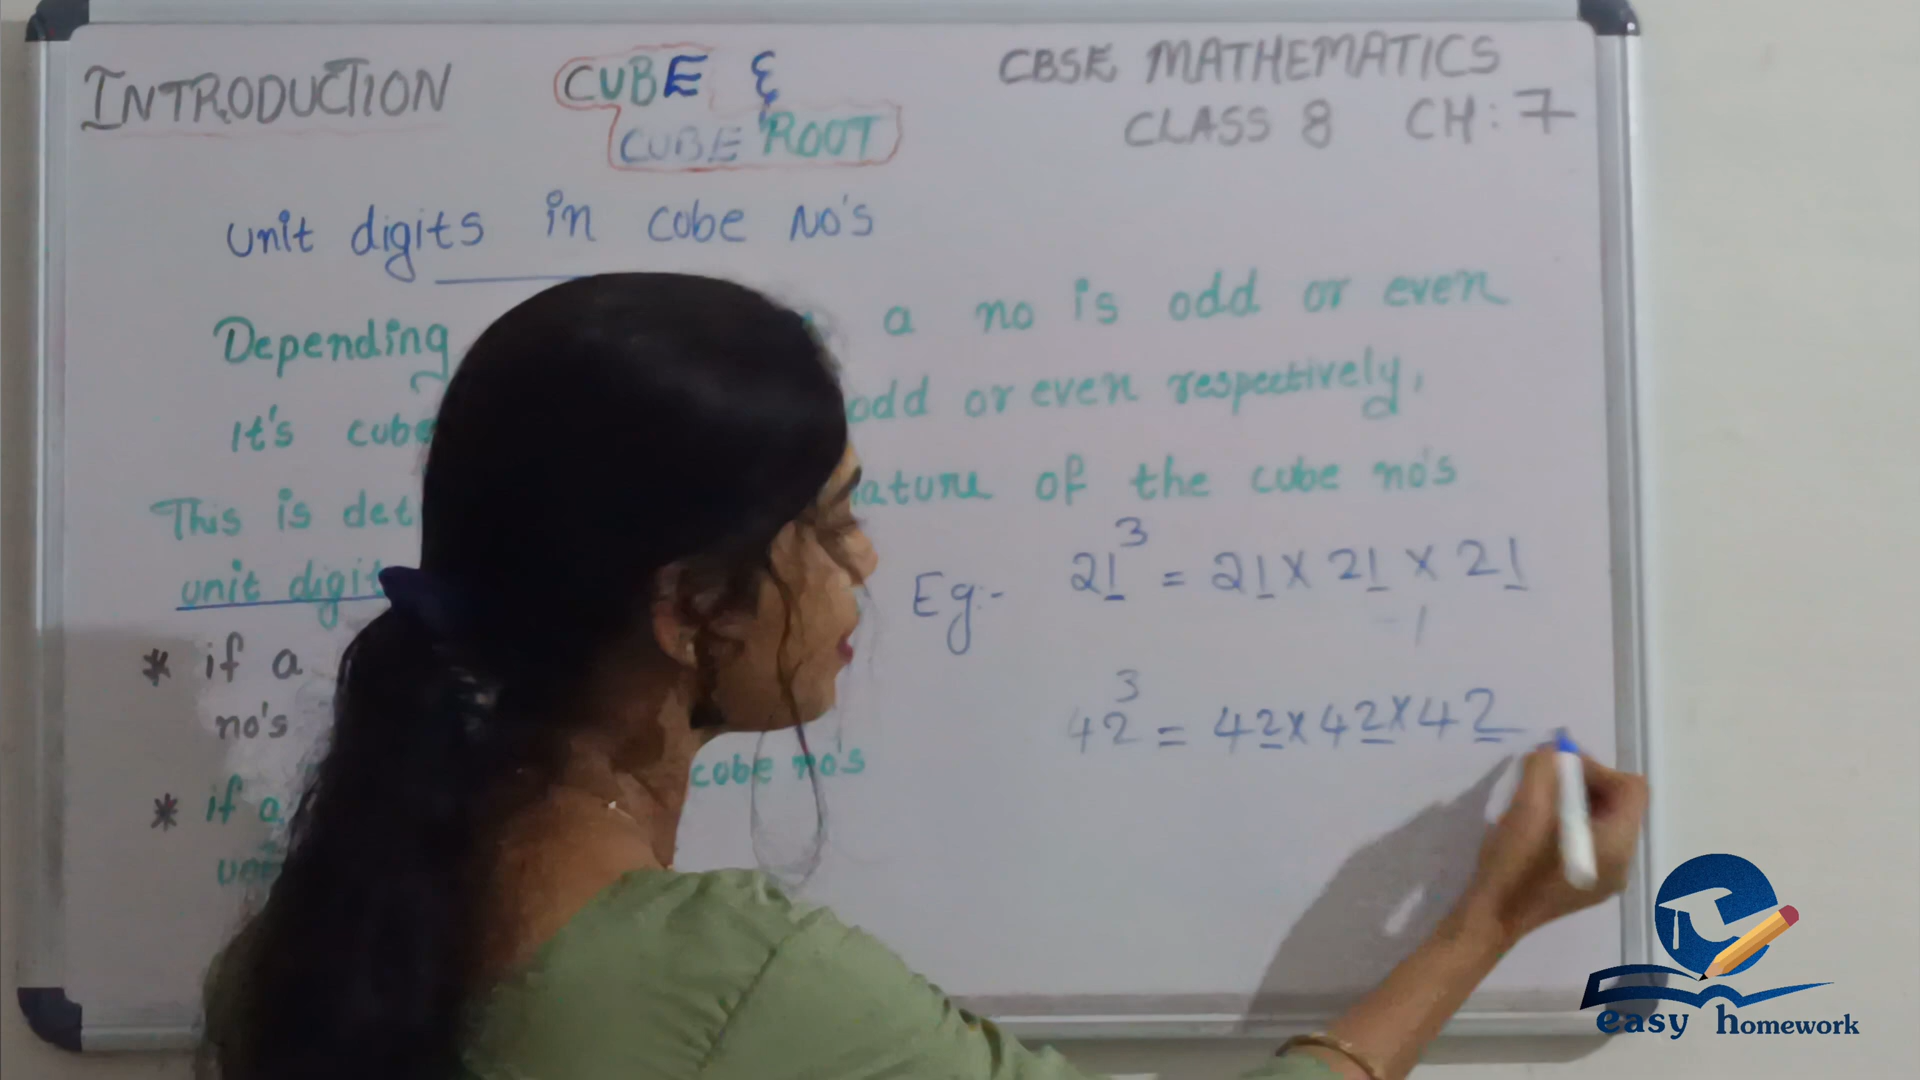 INTRODUCTION
CUBE &
CUBE ROOT
CBSE MATHEMATICS
CLASS 8 CH: 7
unit digits in cobe No's
Depending a no is odd or even
It's cube odd or even respectively,
This is det ature of the cube no's
unit digit
Eg:- 21³ = 21 X 21 X 21
1
* if a
no's
42³ = 42 X 42 X 42
cobe no's
* if a
easy homework